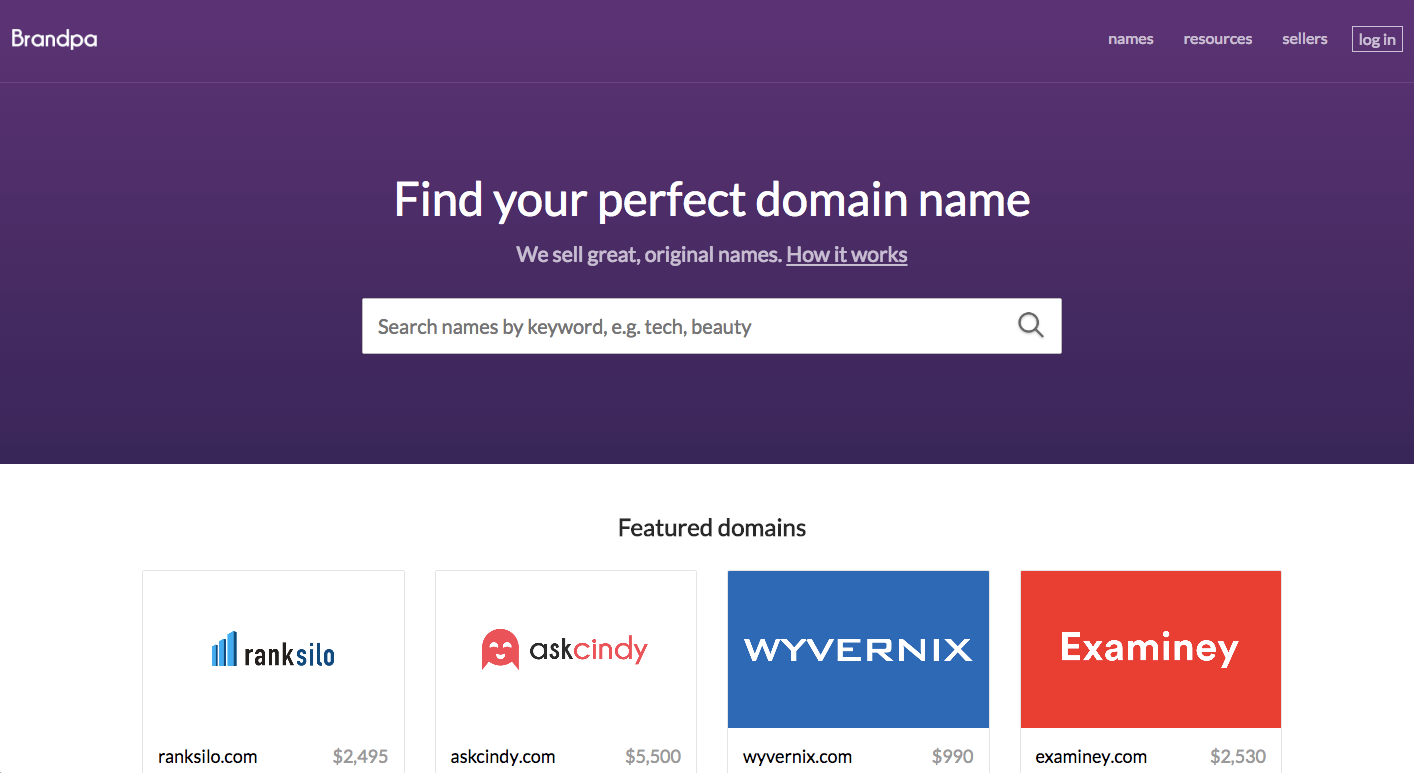 Brandpa
names resources sellers log in
Find your perfect domain name
We sell great, original names. How it works
Search names by keyword, e.g. tech, beauty
Featured domains
ranksilo
askcindy
WYVERNIX
Examiney
ranksilo.com $2,495
askcindy.com $5,500
wyvernix.com $990
examiney.com $2,530